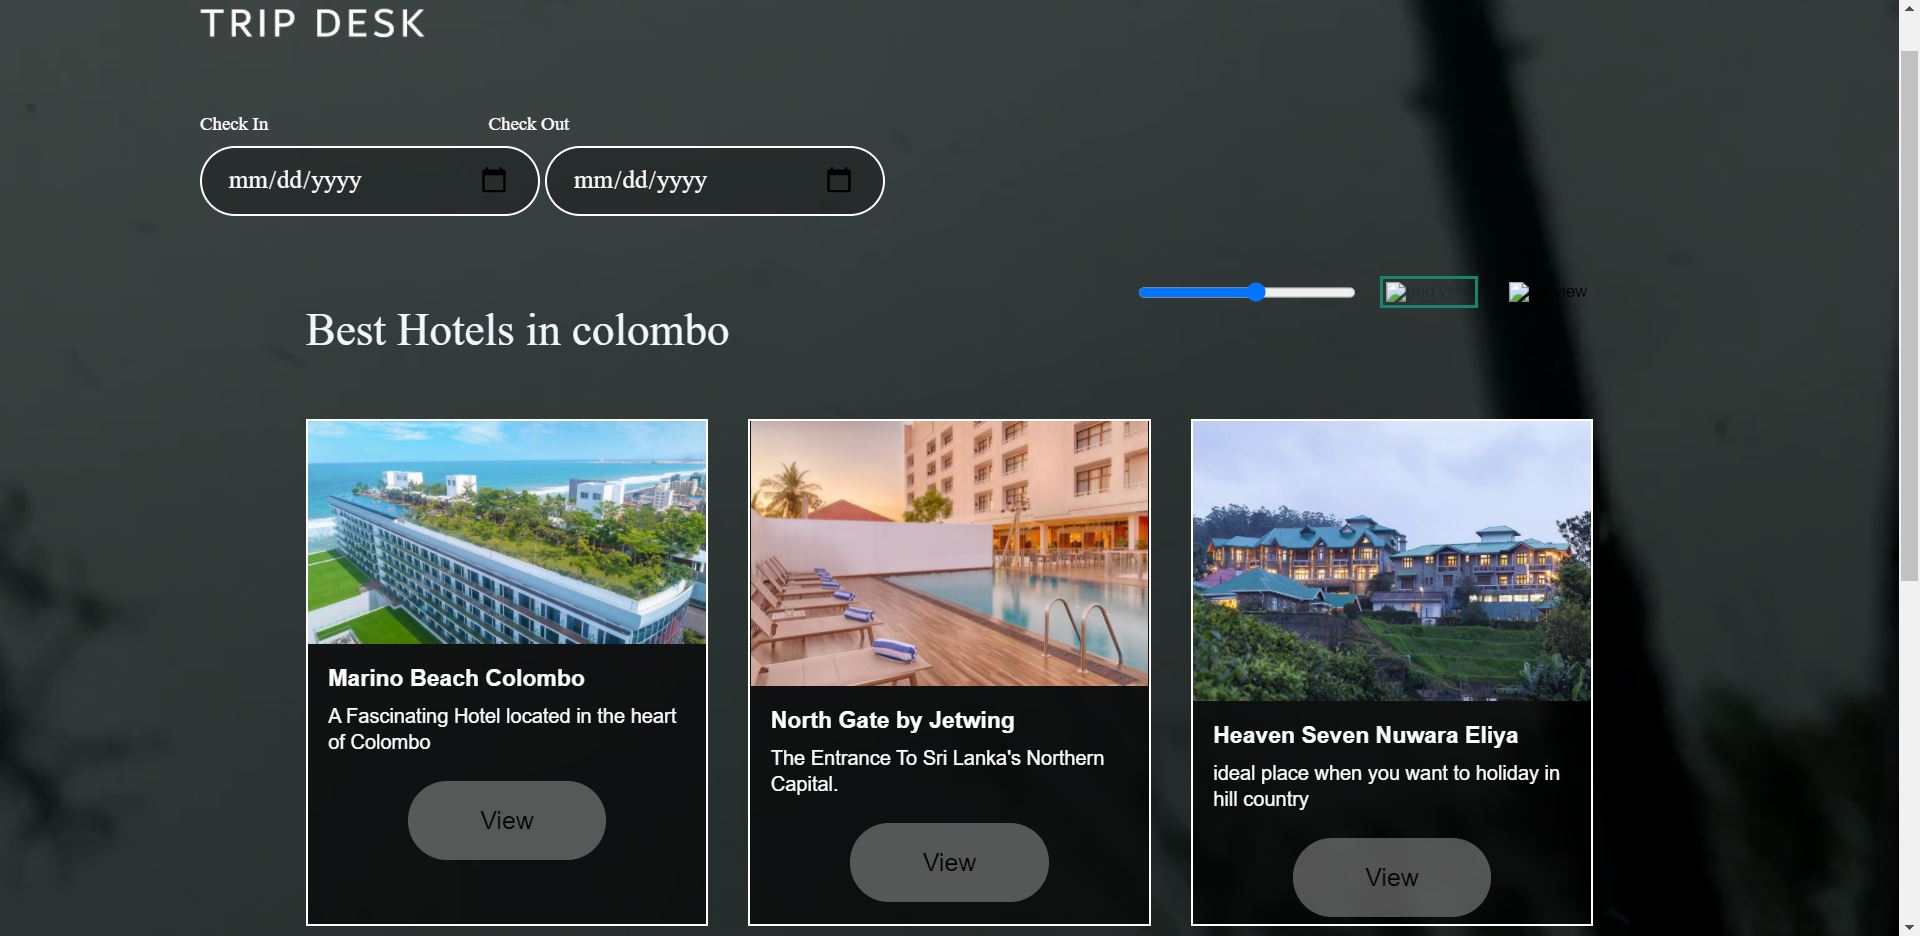 TRIP DESK
Check In
Check Out
mm/dd/yyyy
mm/dd/yyyy
grid view
view
Best Hotels in colombo
Marino Beach Colombo
A Fascinating Hotel located in the heart
of Colombo
View
North Gate by Jetwing
The Entrance To Sri Lanka's Northern
Capital.
View
Heaven Seven Nuwara Eliya
ideal place when you want to holiday in
hill country
View